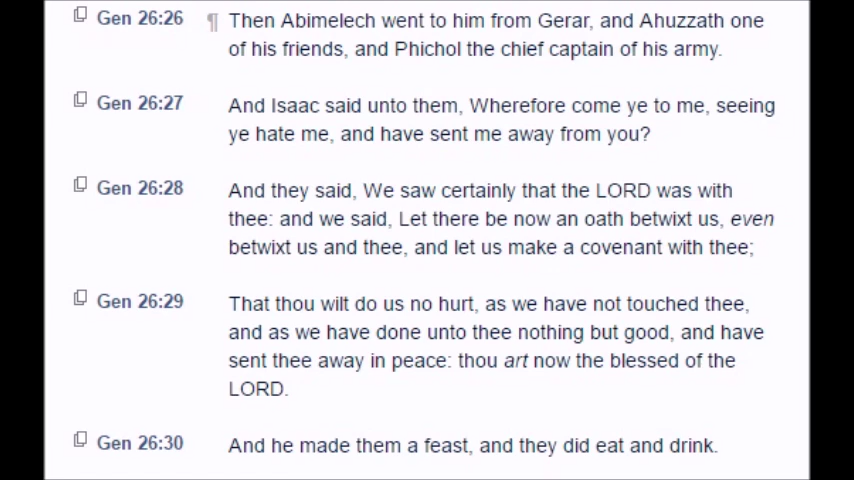 Gen 26:26 ¶ Then Abimelech went to him from Gerar, and Ahuzzath one
of his friends, and Phichol the chief captain of his army.
Gen 26:27 And Isaac said unto them, Wherefore come ye to me, seeing
ye hate me, and have sent me away from you?
Gen 26:28 And they said, We saw certainly that the LORD was with
thee: and we said, Let there be now an oath betwixt us, even
betwixt us and thee, and let us make a covenant with thee;
Gen 26:29 That thou wilt do us no hurt, as we have not touched thee,
and as we have done unto thee nothing but good, and have
sent thee away in peace: thou art now the blessed of the
LORD.
Gen 26:30 And he made them a feast, and they did eat and drink.